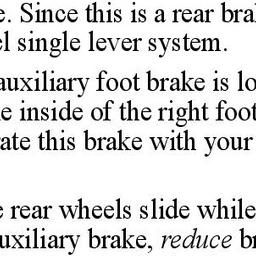 e. Since this is a rear bra
el single lever system.
auxiliary foot brake is lo
e inside of the right foot
ate this brake with your
e rear wheels slide while
uxiliary brake, reduce br